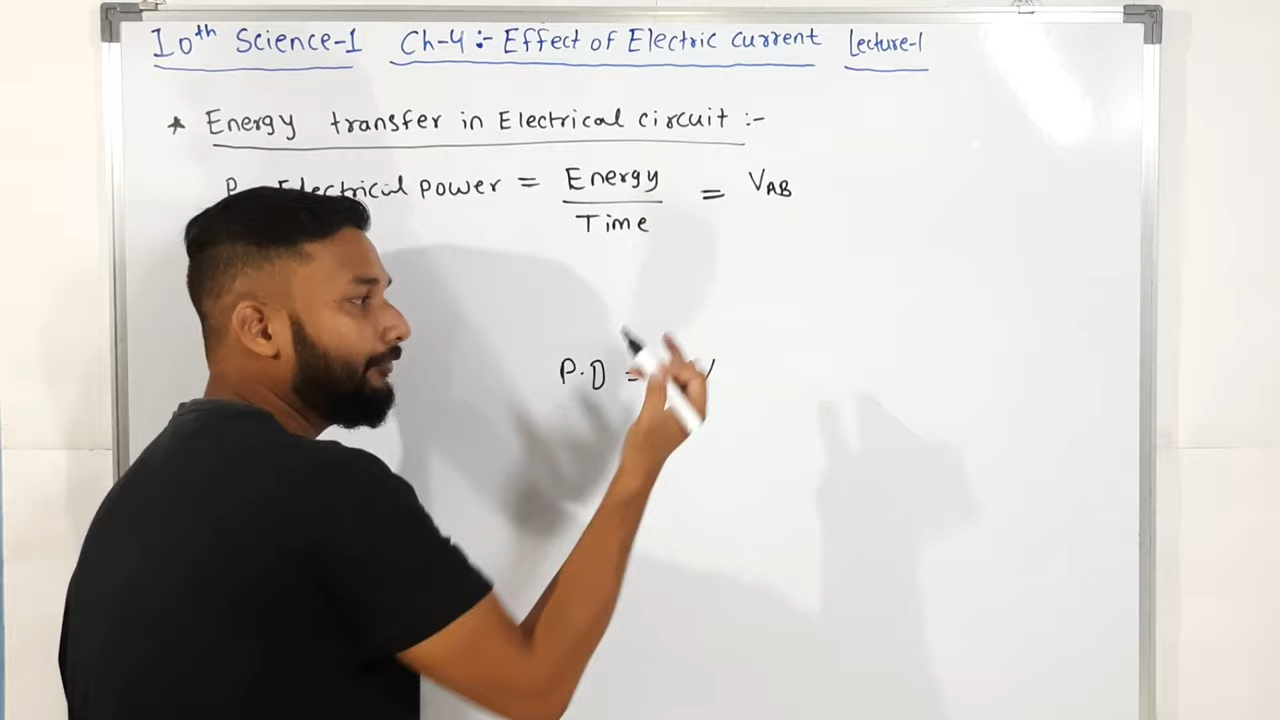 10th Science-1 Ch-4 :- Effect of Electric current Lecture-1
* Energy transfer in Electrical circuit :-
P Electrical power = Energy / Time = VAB
P.D =